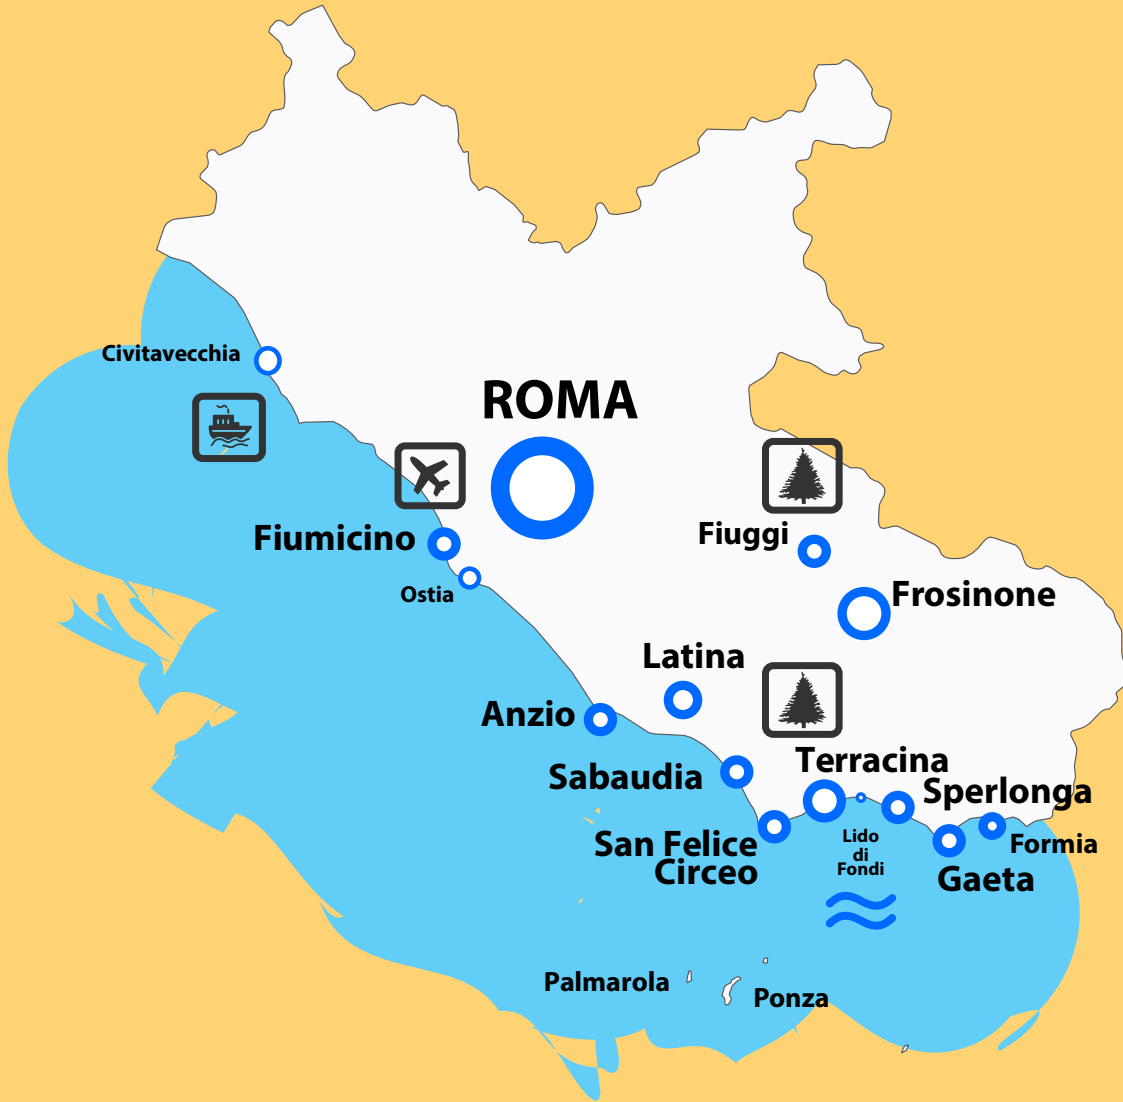 Civitavecchia
ROMA
Fiumicino
Fiuggi
Ostia
Frosinone
Latina
Anzio
Sabaudia
Terracina
Sperlonga
San Felice
Circeo
Lido
di
Fondi
Formia
Gaeta
Palmarola
Ponza